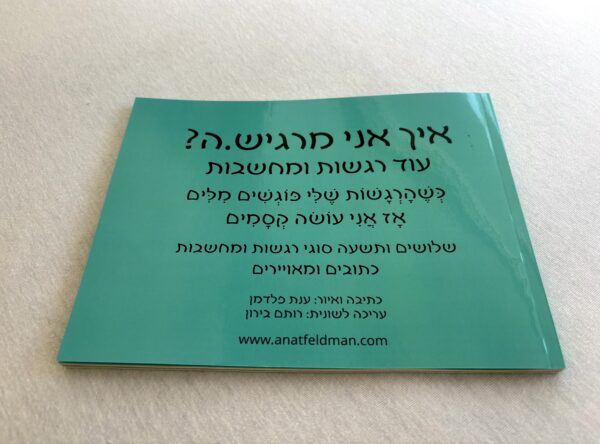 איך אני מרגיש.ה?
עוד רגשות ומחשבות
כְּשֶׁהָרְגָשׁוֹת שֶׁלִּי פּוֹגְשִׁים מִלִּים
אָז אֲנִי עוֹשֹה קְסָמִים
שלושים ותשעה סוגי רגשות ומחשבות
כתובים ומאויירים
כתיבה ואיור: ענת פלדמן
עריכה לשונית: רותם בירון
www.anatfeldman.com